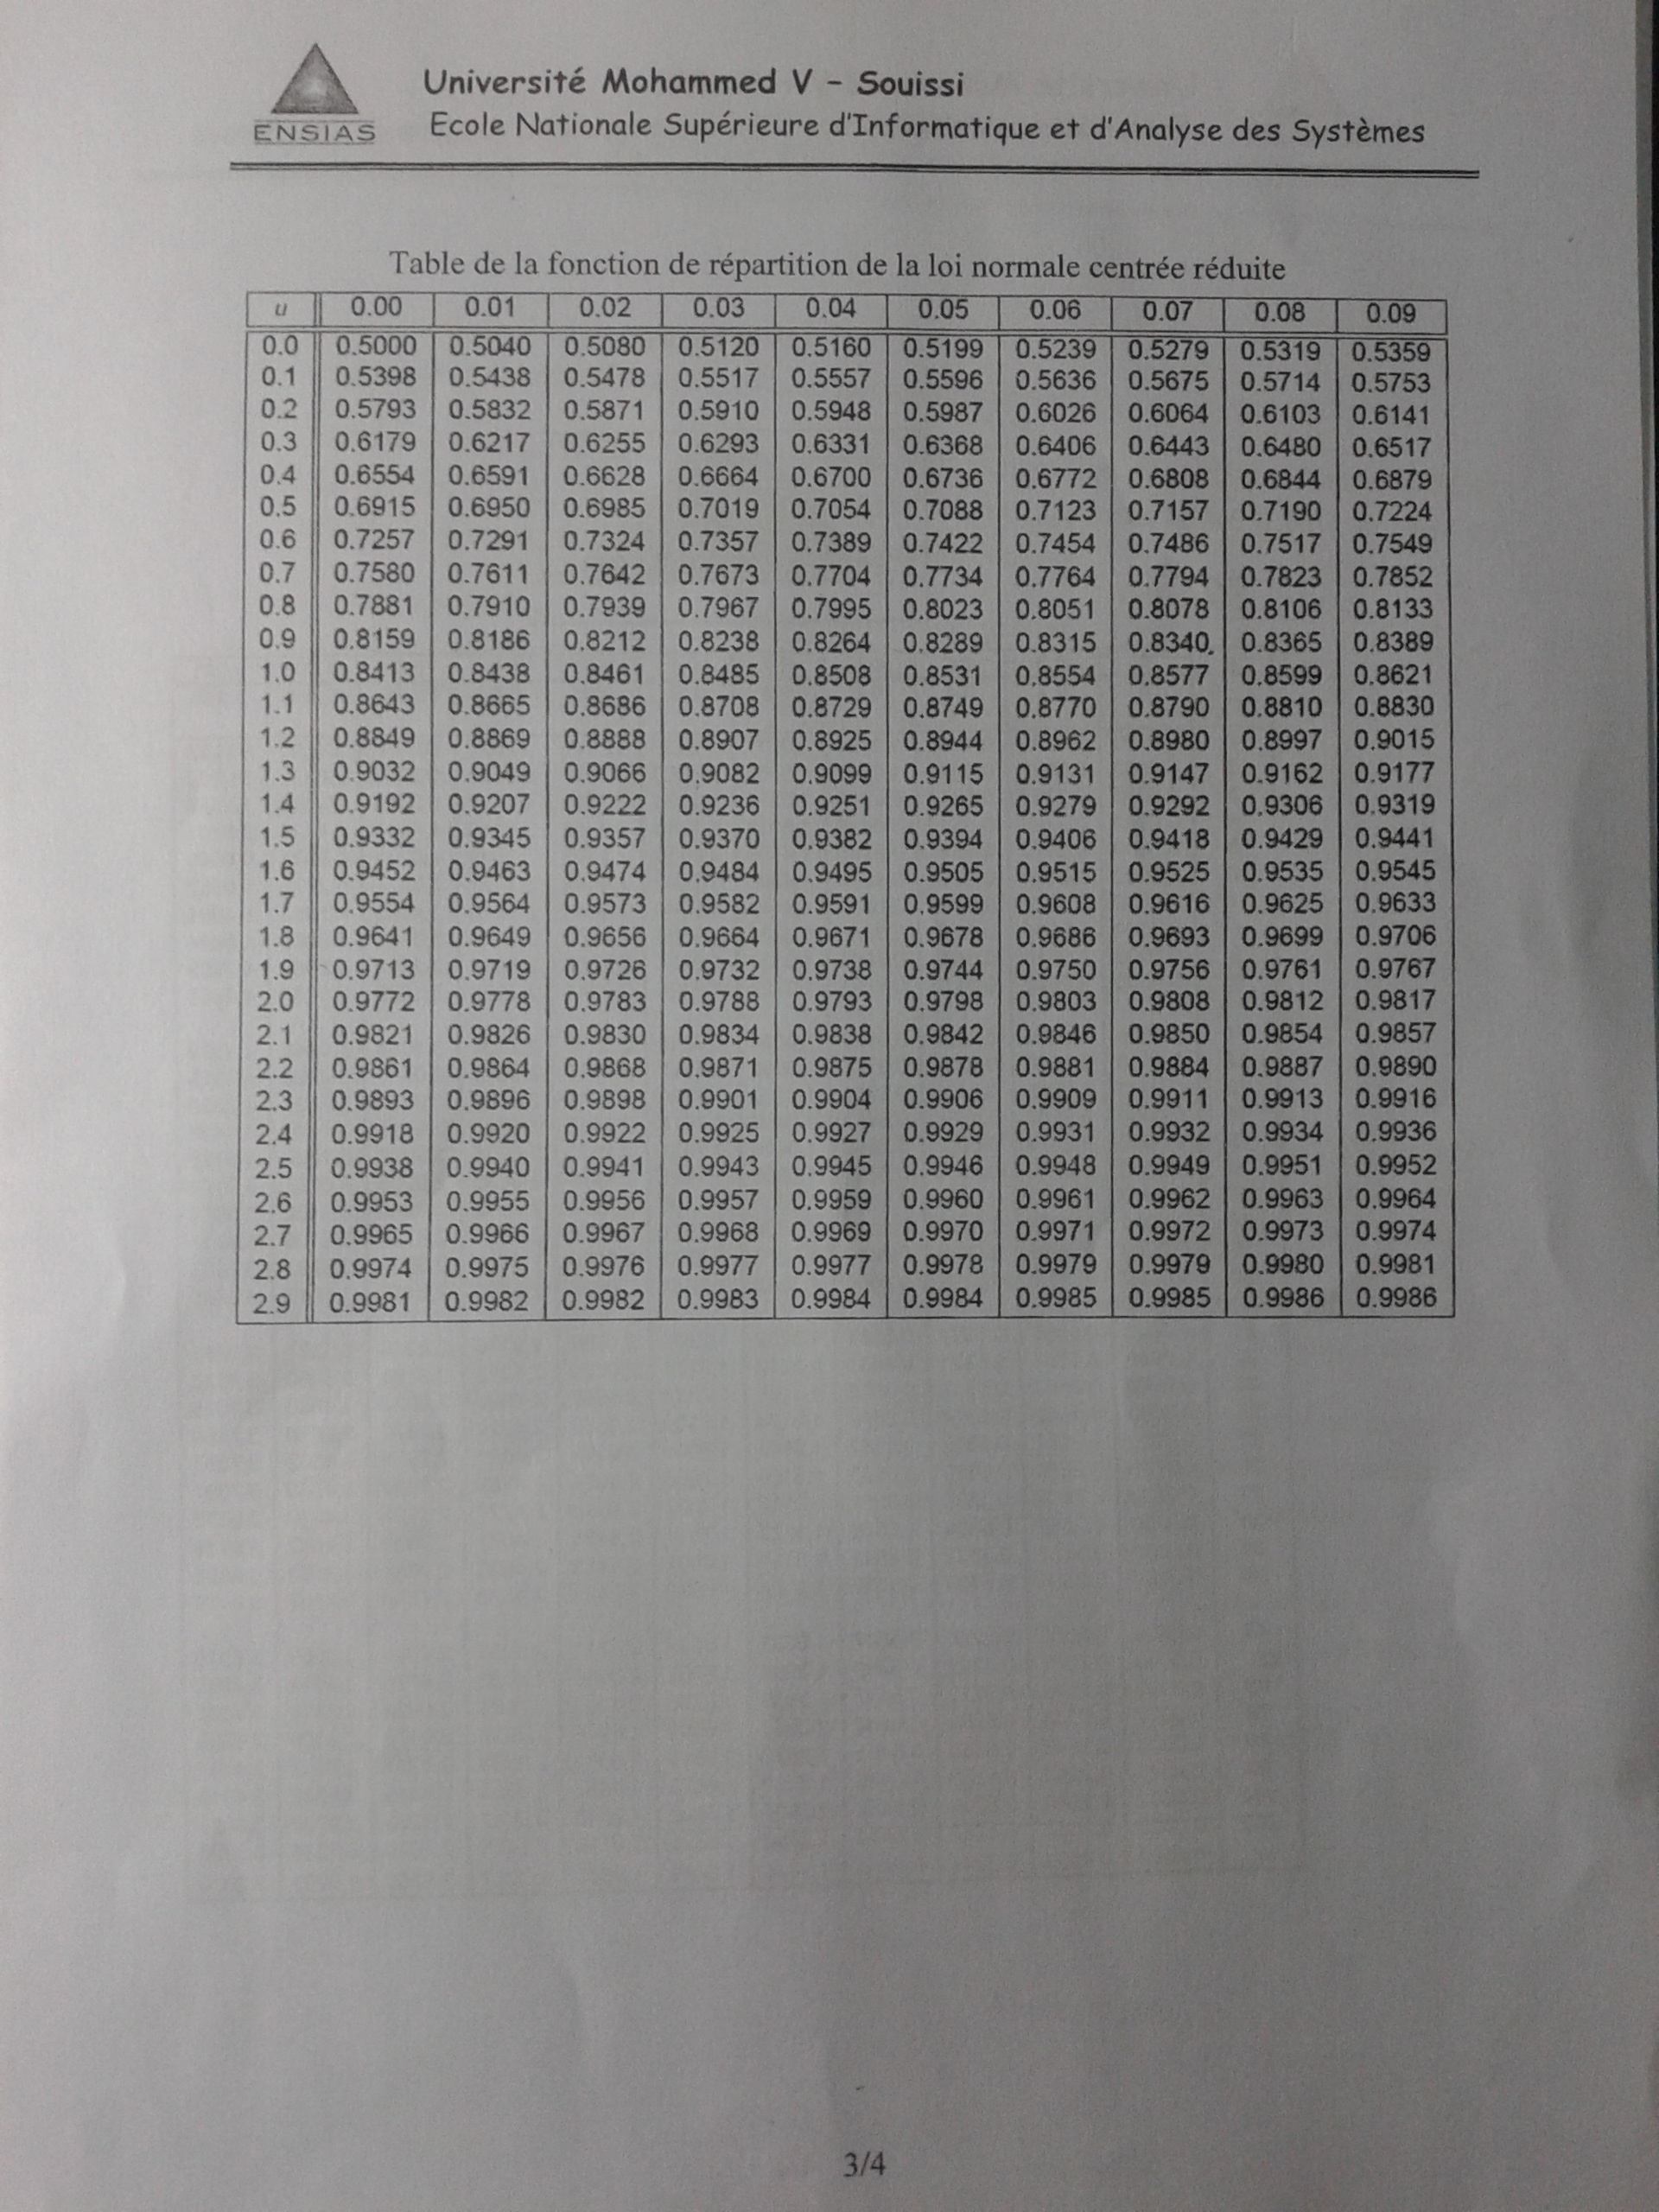 Université Mohammed V - Souissi
ENSIAS
Ecole Nationale Supérieure d'Informatique et d'Analyse des Systèmes
Table de la fonction de répartition de la loi normale centrée réduite
u 0.00 0.01 0.02 0.03 0.04 0.05 0.06 0.07 0.08 0.09
0.0 0.5000 0.5040 0.5080 0.5120 0.5160 0.5199 0.5239 0.5279 0.5319 0.5359
0.1 0.5398 0.5438 0.5478 0.5517 0.5557 0.5596 0.5636 0.5675 0.5714 0.5753
0.2 0.5793 0.5832 0.5871 0.5910 0.5948 0.5987 0.6026 0.6064 0.6103 0.6141
0.3 0.6179 0.6217 0.6255 0.6293 0.6331 0.6368 0.6406 0.6443 0.6480 0.6517
0.4 0.6554 0.6591 0.6628 0.6664 0.6700 0.6736 0.6772 0.6808 0.6844 0.6879
0.5 0.6915 0.6950 0.6985 0.7019 0.7054 0.7088 0.7123 0.7157 0.7190 0.7224
0.6 0.7257 0.7291 0.7324 0.7357 0.7389 0.7422 0.7454 0.7486 0.7517 0.7549
0.7 0.7580 0.7611 0.7642 0.7673 0.7704 0.7734 0.7764 0.7794 0.7823 0.7852
0.8 0.7881 0.7910 0.7939 0.7967 0.7995 0.8023 0.8051 0.8078 0.8106 0.8133
0.9 0.8159 0.8186 0.8212 0.8238 0.8264 0.8289 0.8315 0.8340 0.8365 0.8389
1.0 0.8413 0.8438 0.8461 0.8485 0.8508 0.8531 0.8554 0.8577 0.8599 0.8621
1.1 0.8643 0.8665 0.8686 0.8708 0.8729 0.8749 0.8770 0.8790 0.8810 0.8830
1.2 0.8849 0.8869 0.8888 0.8907 0.8925 0.8944 0.8962 0.8980 0.8997 0.9015
1.3 0.9032 0.9049 0.9066 0.9082 0.9099 0.9115 0.9131 0.9147 0.9162 0.9177
1.4 0.9192 0.9207 0.9222 0.9236 0.9251 0.9265 0.9279 0.9292 0.9306 0.9319
1.5 0.9332 0.9345 0.9357 0.9370 0.9382 0.9394 0.9406 0.9418 0.9429 0.9441
1.6 0.9452 0.9463 0.9474 0.9484 0.9495 0.9505 0.9515 0.9525 0.9535 0.9545
1.7 0.9554 0.9564 0.9573 0.9582 0.9591 0.9599 0.9608 0.9616 0.9625 0.9633
1.8 0.9641 0.9649 0.9656 0.9664 0.9671 0.9678 0.9686 0.9693 0.9699 0.9706
1.9 0.9713 0.9719 0.9726 0.9732 0.9738 0.9744 0.9750 0.9756 0.9761 0.9767
2.0 0.9772 0.9778 0.9783 0.9788 0.9793 0.9798 0.9803 0.9808 0.9812 0.9817
2.1 0.9821 0.9826 0.9830 0.9834 0.9838 0.9842 0.9846 0.9850 0.9854 0.9857
2.2 0.9861 0.9864 0.9868 0.9871 0.9875 0.9878 0.9881 0.9884 0.9887 0.9890
2.3 0.9893 0.9896 0.9898 0.9901 0.9904 0.9906 0.9909 0.9911 0.9913 0.9916
2.4 0.9918 0.9920 0.9922 0.9925 0.9927 0.9929 0.9931 0.9932 0.9934 0.9936
2.5 0.9938 0.9940 0.9941 0.9943 0.9945 0.9946 0.9948 0.9949 0.9951 0.9952
2.6 0.9953 0.9955 0.9956 0.9957 0.9959 0.9960 0.9961 0.9962 0.9963 0.9964
2.7 0.9965 0.9966 0.9967 0.9968 0.9969 0.9970 0.9971 0.9972 0.9973 0.9974
2.8 0.9974 0.9975 0.9976 0.9977 0.9977 0.9978 0.9979 0.9979 0.9980 0.9981
2.9 0.9981 0.9982 0.9982 0.9983 0.9984 0.9984 0.9985 0.9985 0.9986 0.9986
3/4